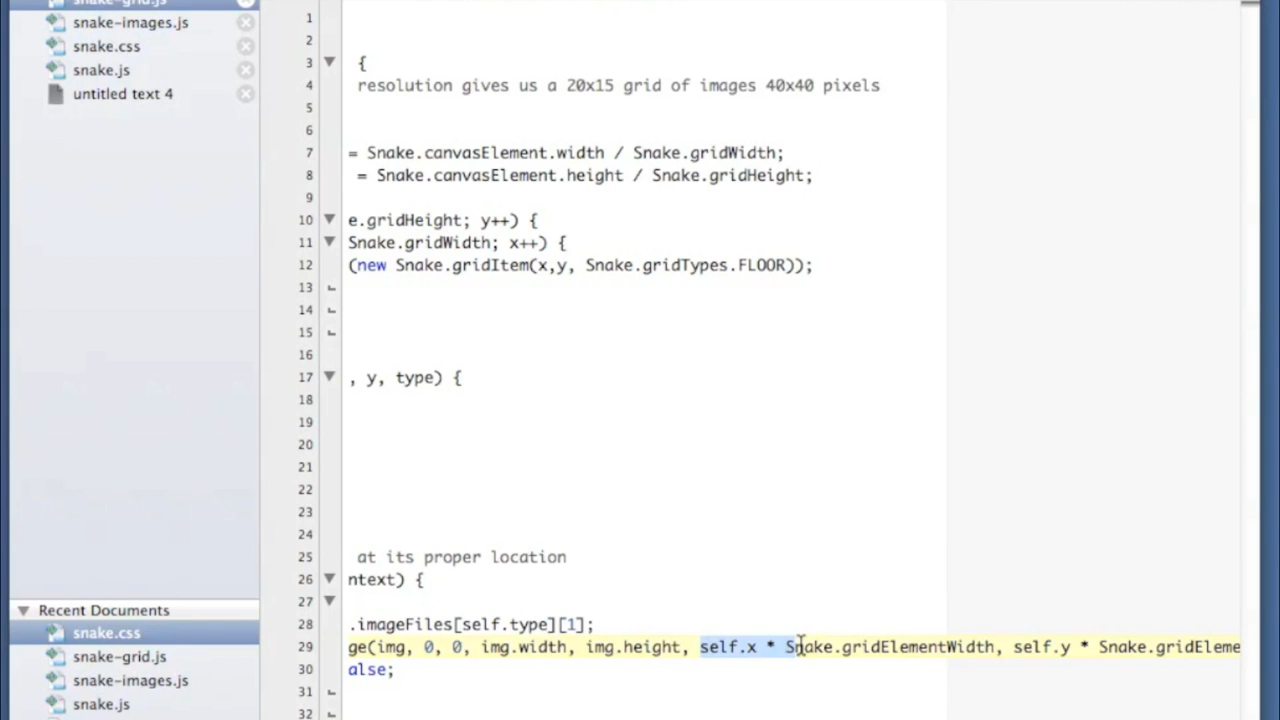 snake-grid.js
snake-images.js
snake.css
snake.js
untitled text 4
Recent Documents
snake.css
snake-grid.js
snake-images.js
snake.js
1
2
3 {
4 resolution gives us a 20x15 grid of images 40x40 pixels
5
6
7 = Snake.canvasElement.width / Snake.gridWidth;
8 = Snake.canvasElement.height / Snake.gridHeight;
9
10 e.gridHeight; y++) {
11 Snake.gridWidth; x++) {
12 (new Snake.gridItem(x,y, Snake.gridTypes.FLOOR));
13
14
15
16
17 , y, type) {
18
19
20
21
22
23
24
25 at its proper location
26 ntext) {
27
28 .imageFiles[self.type][1];
29 ge(img, 0, 0, img.width, img.height, self.x * Snake.gridElementWidth, self.y * Snake.gridEleme
30 alse;
31
32